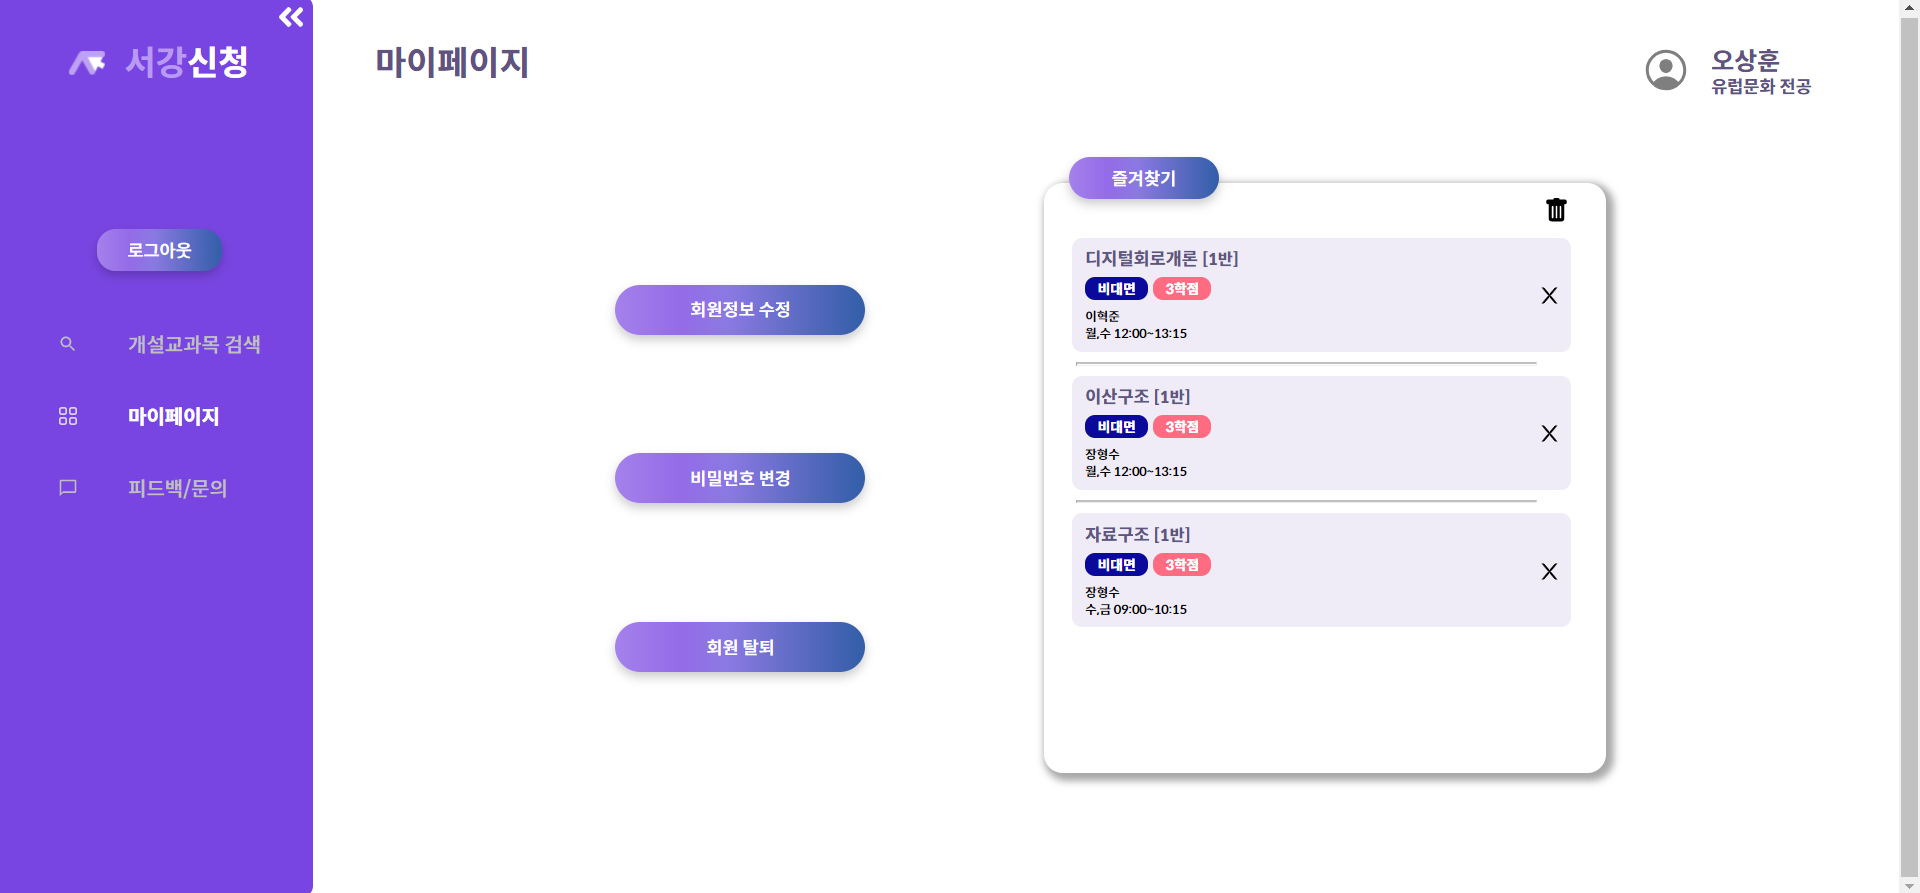 서강신청
로그아웃
개설교과목 검색
마이페이지
피드백/문의
마이페이지
오상훈
유럽문화 전공
회원정보 수정
비밀번호 변경
회원 탈퇴
즐겨찾기
디지털회로개론 [1반]
비대면 3학점
이혁준
월,수 12:00~13:15
이산구조 [1반]
비대면 3학점
장형수
월,수 12:00~13:15
자료구조 [1반]
비대면 3학점
장형수
수,금 09:00~10:15